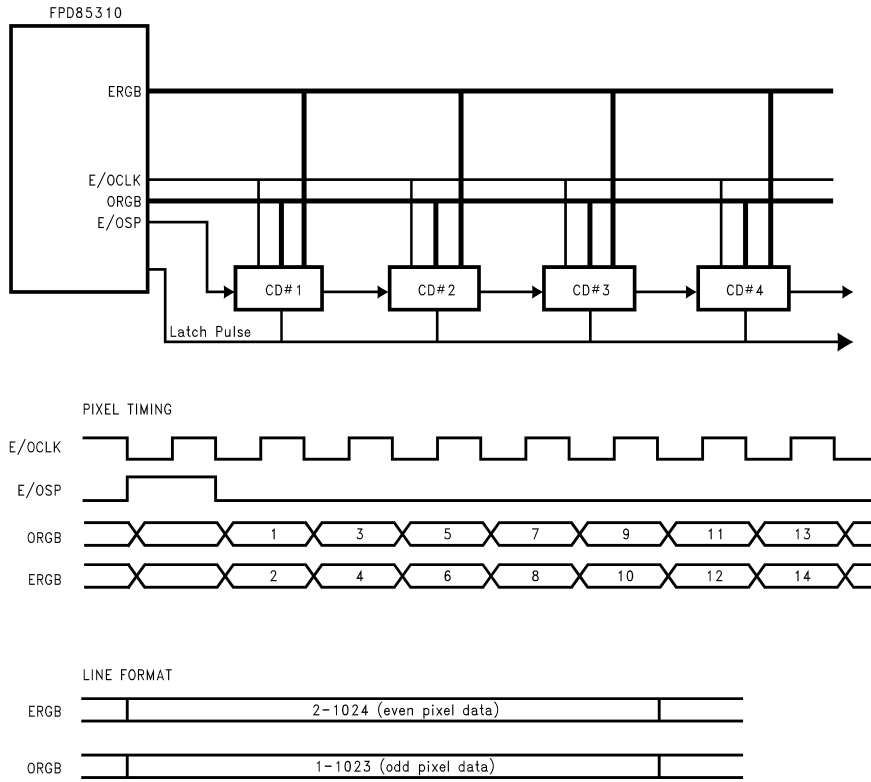 FPD85310
ERGB
E/OCLK
ORGB
E/OSP
CD#1
CD#2
CD#3
CD#4
Latch Pulse
PIXEL TIMING
E/OCLK
E/OSP
ORGB 1 3 5 7 9 11 13
ERGB 2 4 6 8 10 12 14
LINE FORMAT
ERGB 2-1024 (even pixel data)
ORGB 1-1023 (odd pixel data)